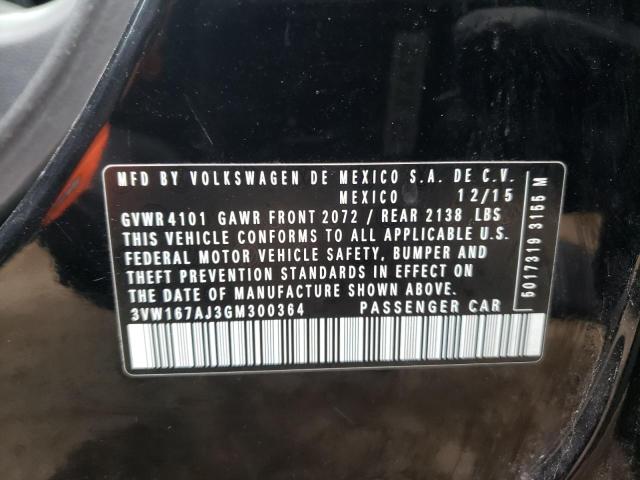 MFD BY VOLKSWAGEN DE MEXICO S.A. DE C.V.
MEXICO 12/15
GVWR 4101 GAWR FRONT 2072 / REAR 2138 LBS
THIS VEHICLE CONFORMS TO ALL APPLICABLE U.S.
FEDERAL MOTOR VEHICLE SAFETY, BUMPER AND
THEFT PREVENTION STANDARDS IN EFFECT ON
THE DATE OF MANUFACTURE SHOWN ABOVE.
3VW167AJ3GM300364 PASSENGER CAR
5017319 3155 M